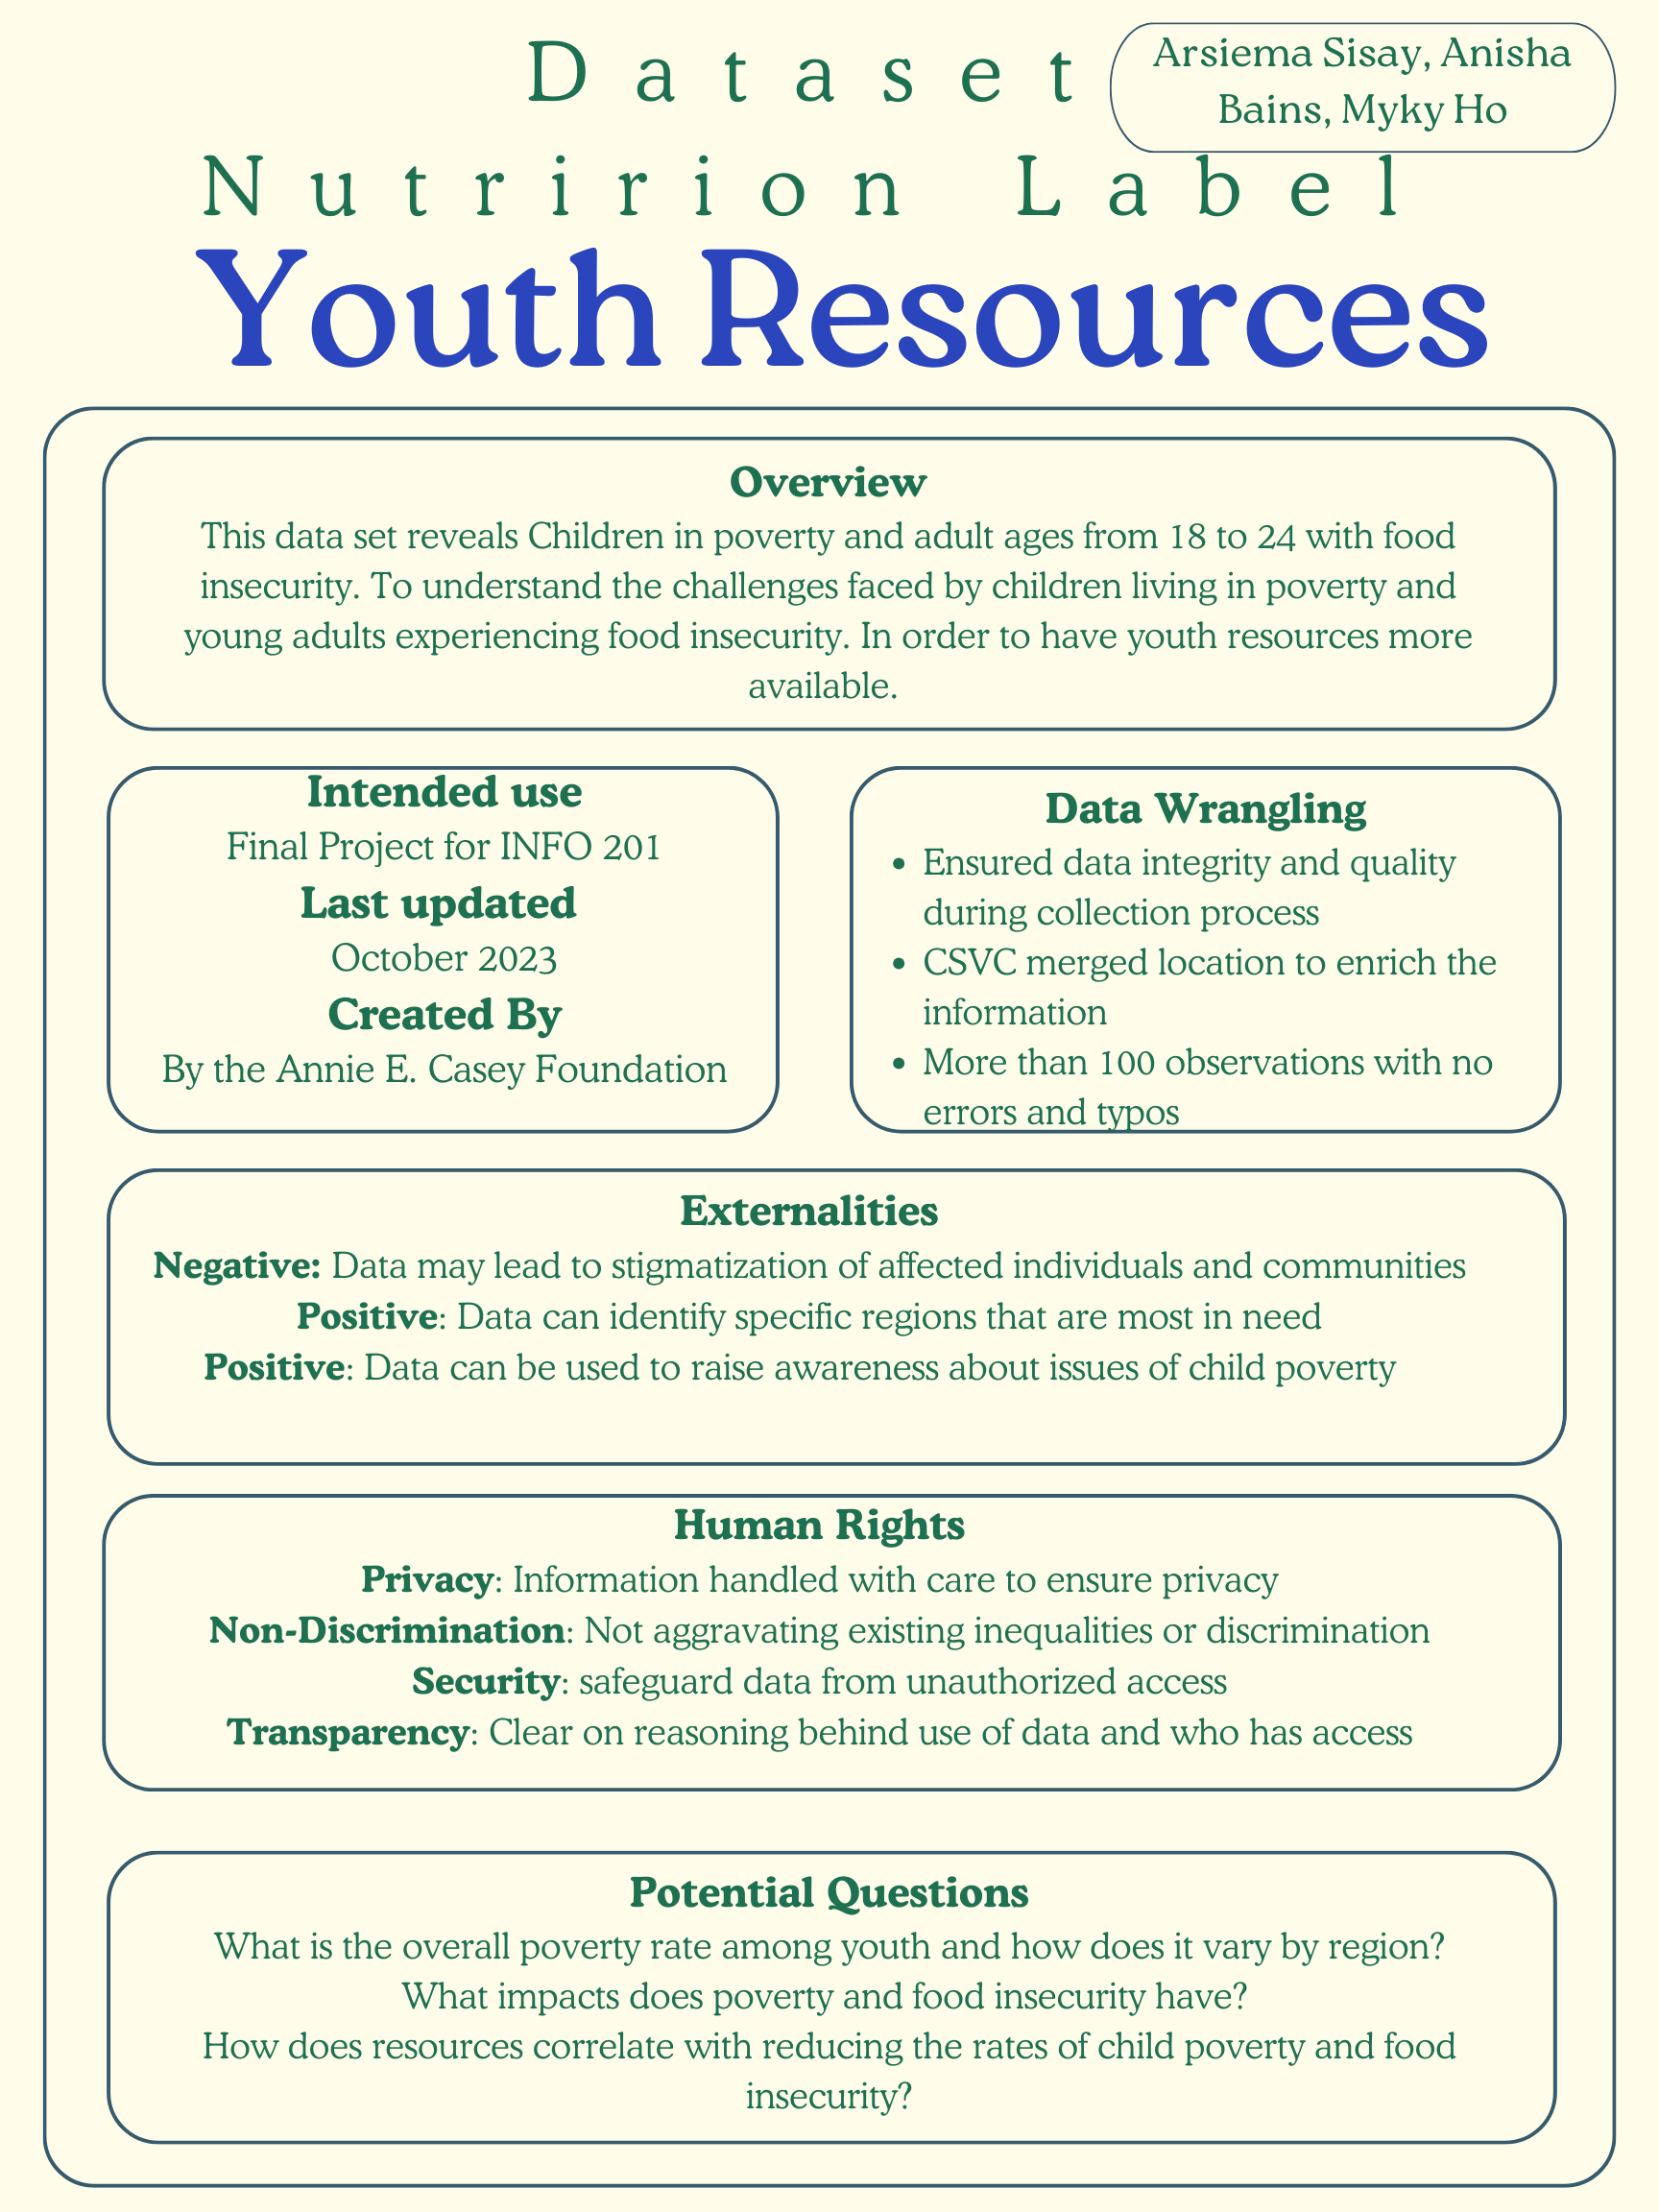 Dataset
Arsiema Sisay, Anisha
Bains, Myky Ho
Nutririon Label
Youth Resources
Overview
This data set reveals Children in poverty and adult ages from 18 to 24 with food
insecurity. To understand the challenges faced by children living in poverty and
young adults experiencing food insecurity. In order to have youth resources more
available.
Intended use
Final Project for INFO 201
Last updated
October 2023
Created By
By the Annie E. Casey Foundation
Data Wrangling
• Ensured data integrity and quality
during collection process
• CSVC merged location to enrich the
information
• More than 100 observations with no
errors and typos
Externalities
Negative: Data may lead to stigmatization of affected individuals and communities
Positive: Data can identify specific regions that are most in need
Positive: Data can be used to raise awareness about issues of child poverty
Human Rights
Privacy: Information handled with care to ensure privacy
Non-Discrimination: Not aggravating existing inequalities or discrimination
Security: safeguard data from unauthorized access
Transparency: Clear on reasoning behind use of data and who has access
Potential Questions
What is the overall poverty rate among youth and how does it vary by region?
What impacts does poverty and food insecurity have?
How does resources correlate with reducing the rates of child poverty and food
insecurity?